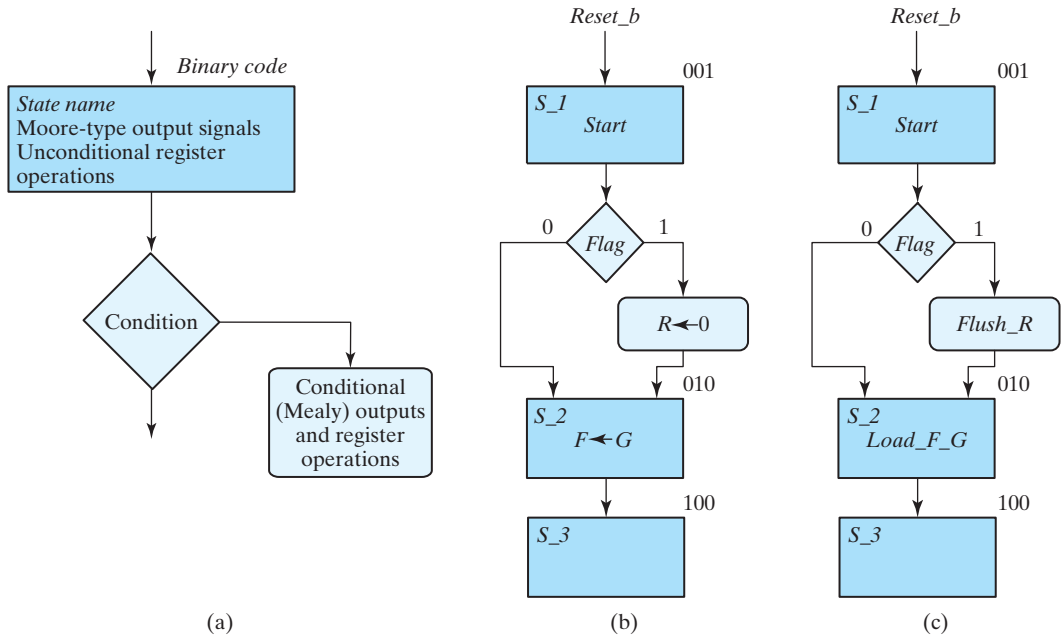 Binary code
State name
Moore-type output signals
Unconditional register
operations
Condition
Conditional
(Mealy) outputs
and register
operations
(a)
Reset_b
001
S_1
Start
0
1
Flag
R←0
010
S_2
F←G
100
S_3
(b)
Reset_b
001
S_1
Start
0
1
Flag
Flush_R
010
S_2
Load_F_G
100
S_3
(c)